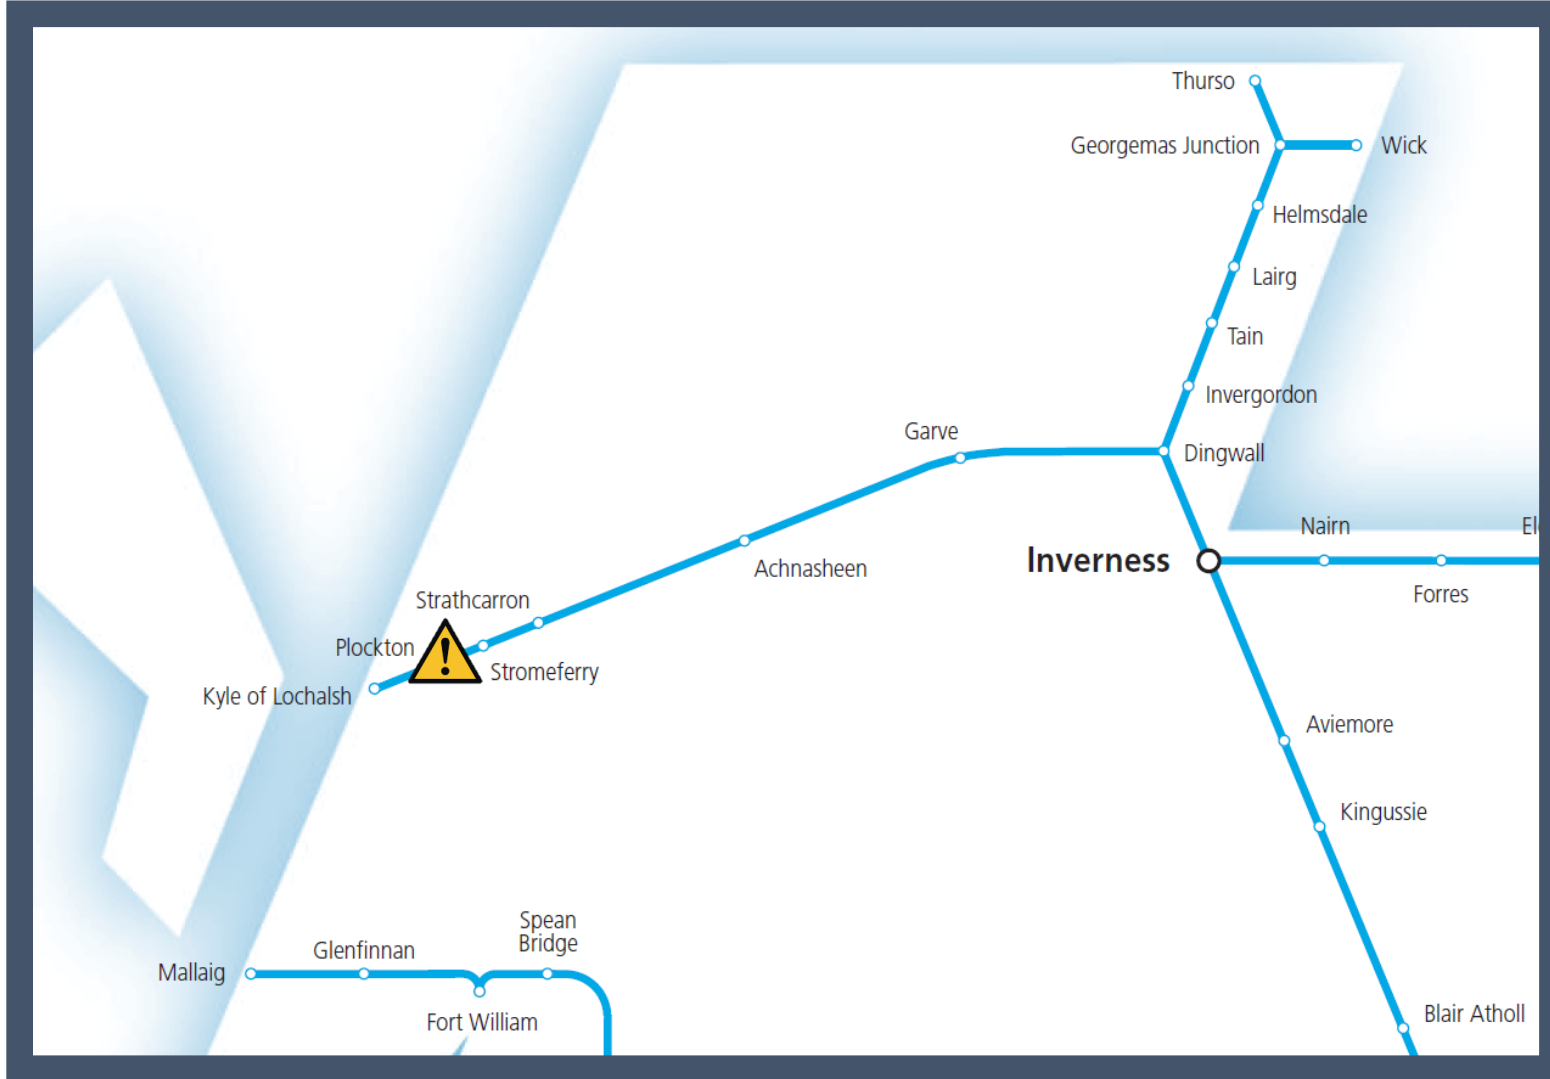 Thurso
Georgemas Junction
Wick
Helmsdale
Lairg
Tain
Invergordon
Garve
Dingwall
Nairn
Inverness
Achnasheen
Forres
Strathcarron
Plockton
!
Stromeferry
Kyle of Lochalsh
Aviemore
Kingussie
Spean
Bridge
Glenfinnan
Mallaig
Fort William
Blair Atholl